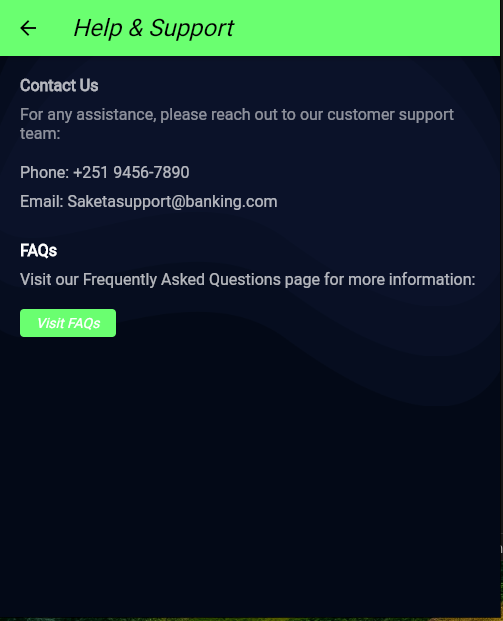 Help & Support
Contact Us
For any assistance, please reach out to our customer support
team:
Phone: +251 9456-7890
Email: Saketasupport@banking.com
FAQs
Visit our Frequently Asked Questions page for more information:
Visit FAQs